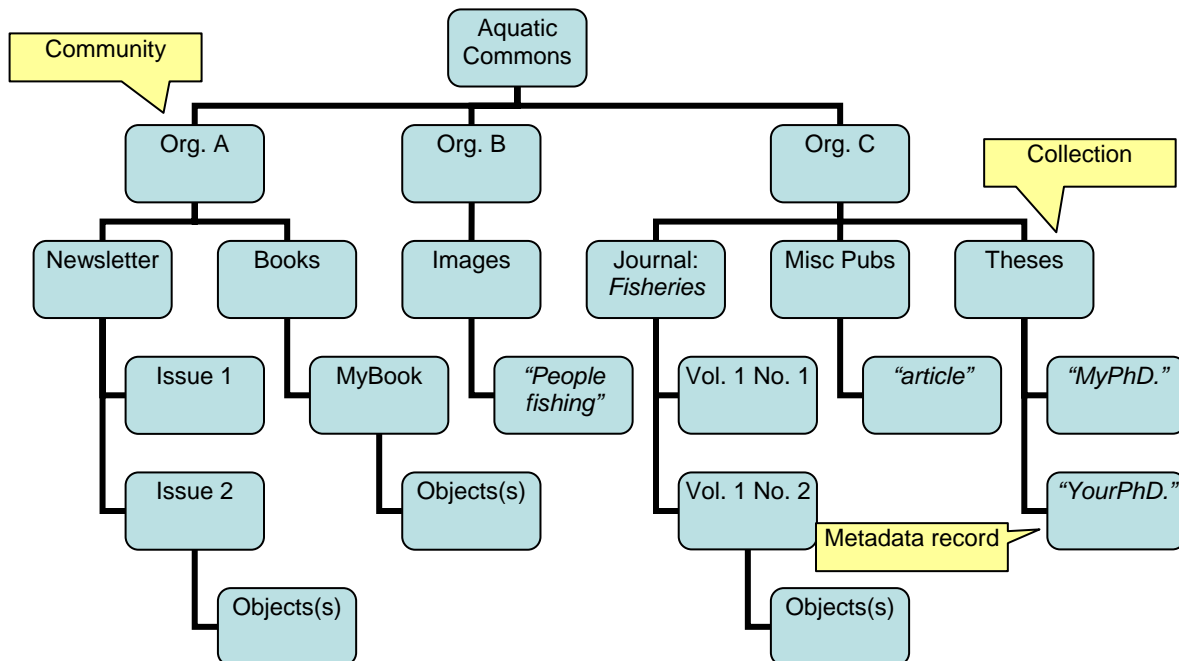 Aquatic
Commons
Community
Org. A
Org. B
Org. C
Collection
Newsletter
Books
Images
Journal:
Fisheries
Misc Pubs
Theses
Issue 1
MyBook
“People
fishing”
Vol. 1 No. 1
“article”
“MyPhD.”
Issue 2
Objects(s)
Vol. 1 No. 2
“YourPhD.”
Metadata record
Objects(s)
Objects(s)